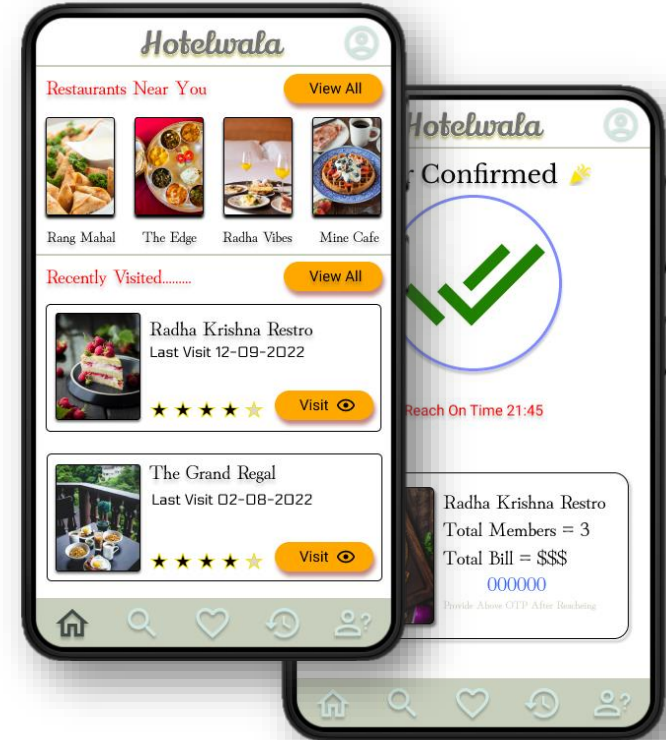 Hotelwala
Restaurants Near You
View All
Rang Mahal
The Edge
Radha Vibes
Mine Cafe
Recently Visited.........
View All
Radha Krishna Restro
Last Visit 12-09-2022
Visit
The Grand Regal
Last Visit 02-08-2022
Visit
?
Hotelwala
Confirmed
Reach On Time 21:45
Radha Krishna Restro
Total Members = 3
Total Bill = $$$
000000
Provide Above OTP After Reaching
?